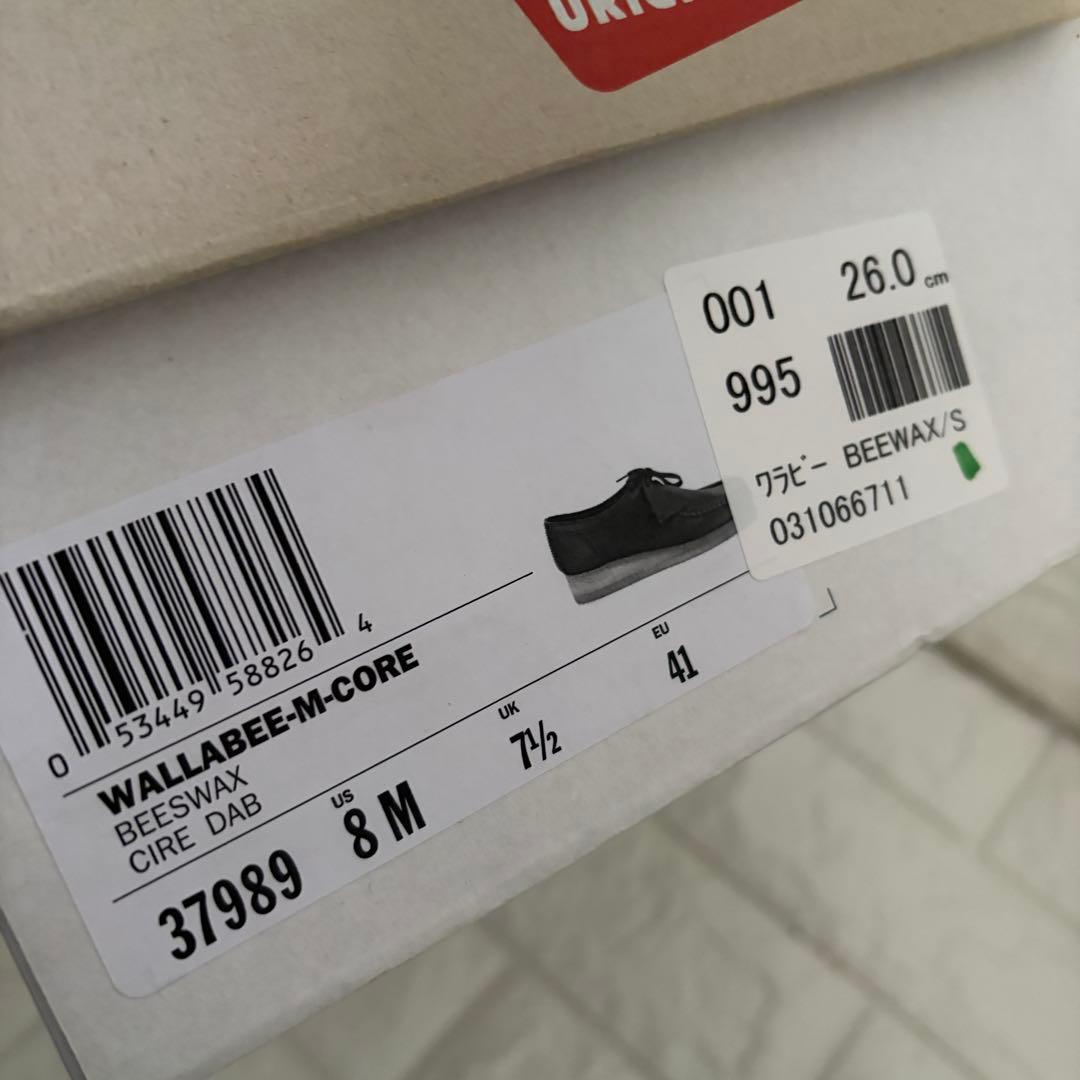 001 26.0 cm
995
ワラビー BEEWAX/S
031066711
0 53449 58826 4
WALLABEE-M-CORE
BEESWAX
CIRE DAB
37989
US
8 M
UK
7½
EU
41